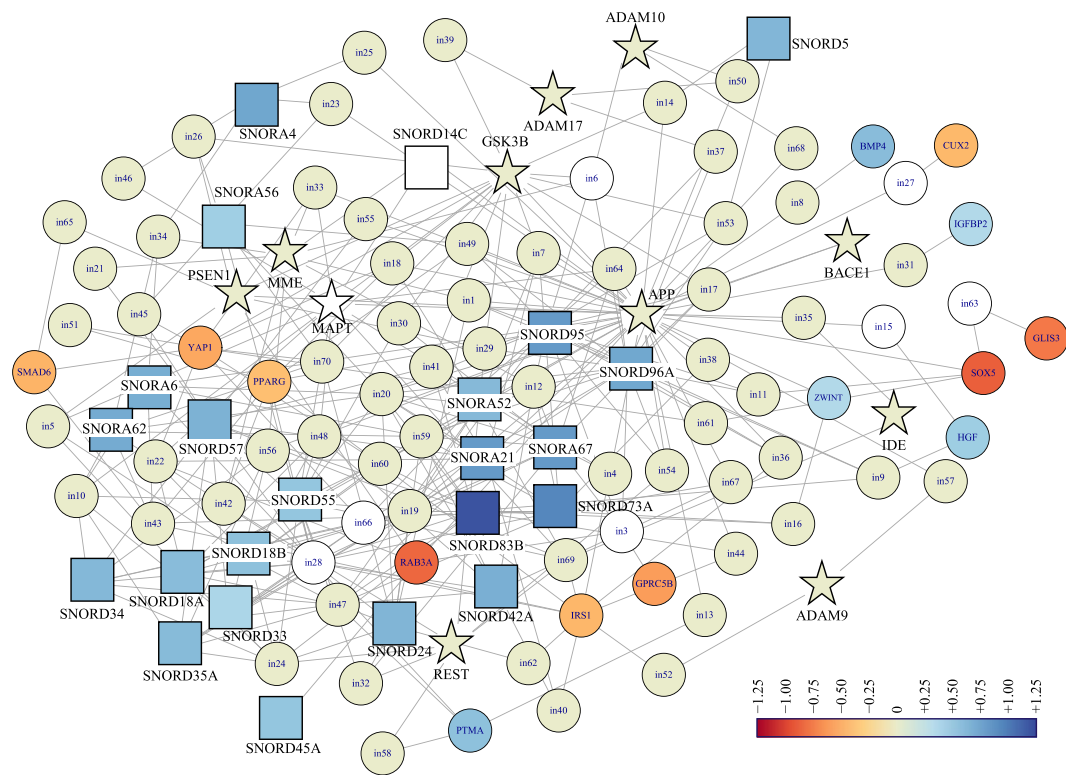 ADAM10
in39
SNORD5
in25
in50
ADAM17
in14
SNORA4
in23
SNORD14C
GSK3B
in26
in68
BMP4
CUX2
in37
in46
SNORA56
in33
in6
in27
in8
in65
in55
in53
IGFBP2
in34
in49
in7
in21
MME
in18
in64
BACE1
in31
PSEN1
in17
APP
in1
MAPT
in63
in51
in45
in30
SNORD95
in35
in15
GLIS3
YAP1
in29
in70
in41
in38
SMAD6
SNORA6
PPARG
SNORD96A
SOX5
in20
SNORA52
in12
in11
ZWINT
in5
SNORA62
in61
IDE
SNORD57
in48
in59
SNORA67
HGF
in56
in22
in60
SNORA21
in36
in4
in54
in9
in67
in57
in10
in42
SNORD55
in19
SNORD73A
in43
in66
in16
in3
SNORD83B
SNORD18B
in28
RAB3A
in69
in44
GPRC5B
SNORD34
SNORD18A
in47
SNORD42A
ADAM9
SNORD33
IRS1
in13
SNORD24
SNORD35A
in24
REST
in62
in32
in52
in40
PTMA
SNORD45A
in58
−1.25
−1.00
−0.75
−0.50
−0.25
0
+0.25
+0.50
+0.75
+1.00
+1.25